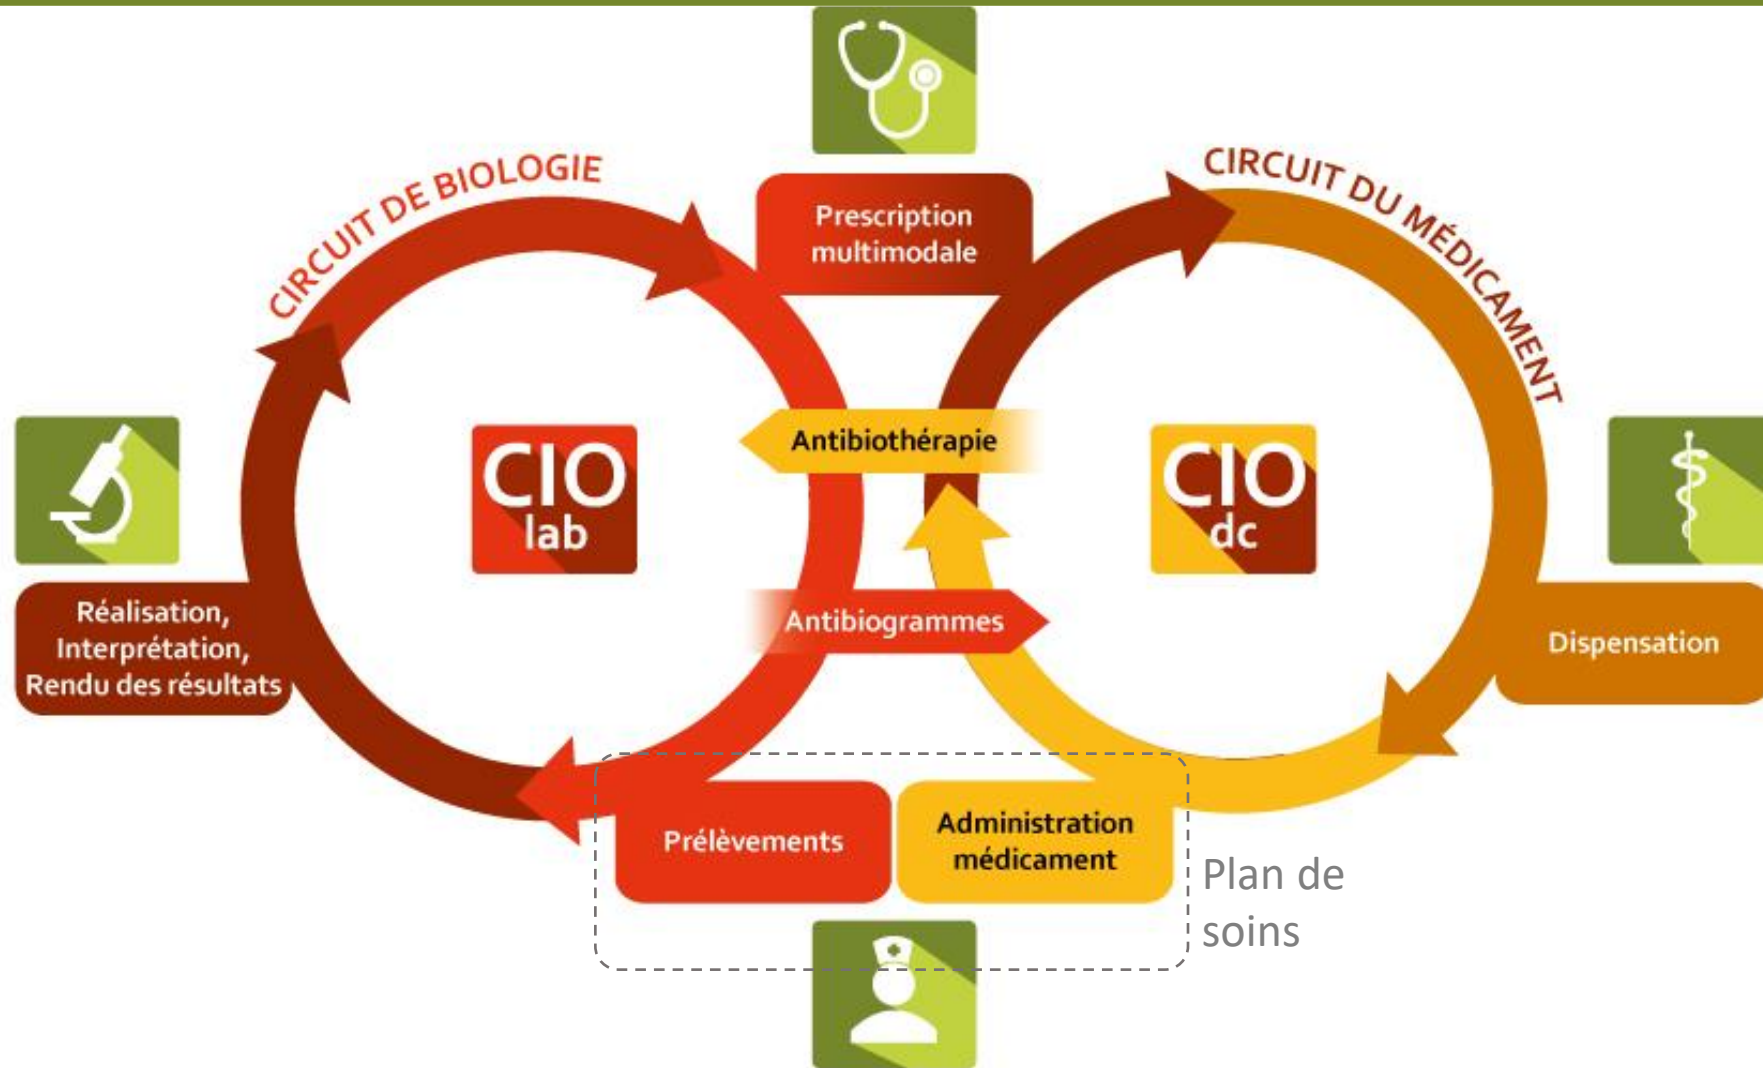 CIRCUIT DE BIOLOGIE
CIRCUIT DU MÉDICAMENT
Prescription
multimodale
Antibiothérapie
CIO
lab
CIO
dc
Antibiogrammes
Réalisation,
Interprétation,
Rendu des résultats
Dispensation
Prélèvements
Administration
médicament
Plan de
soins